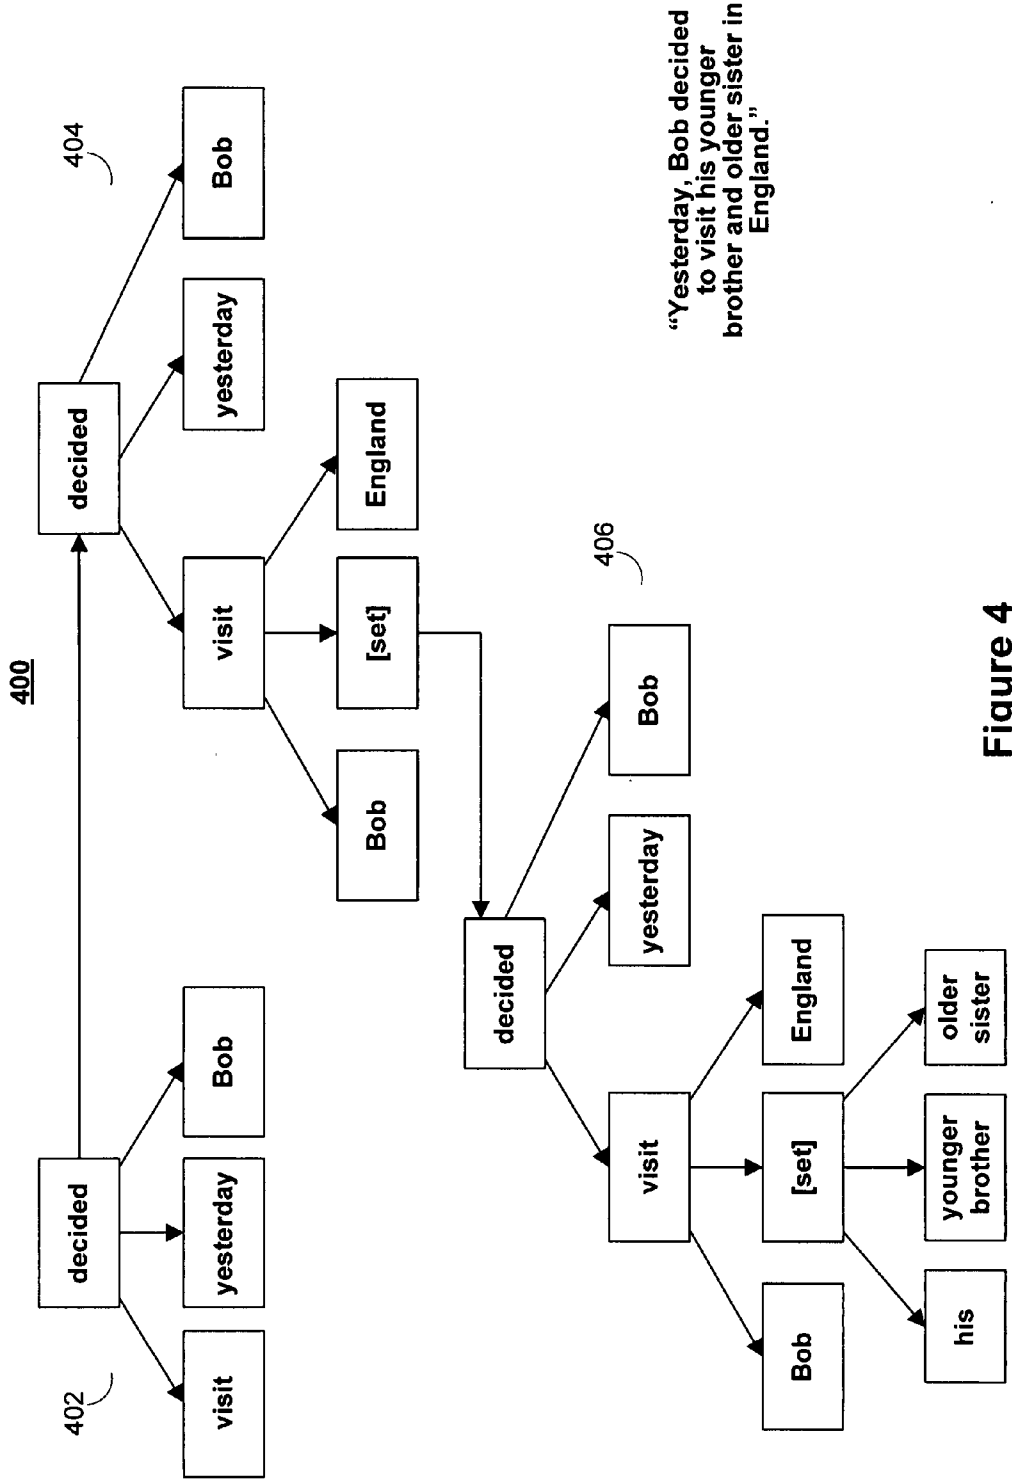 400
402
decided
visit
yesterday
Bob
404
decided
visit
yesterday
Bob
Bob
[set]
England
406
decided
visit
yesterday
Bob
Bob
[set]
England
his
younger
brother
older
sister
“Yesterday, Bob decided
to visit his younger
brother and older sister in
England.”
Figure 4